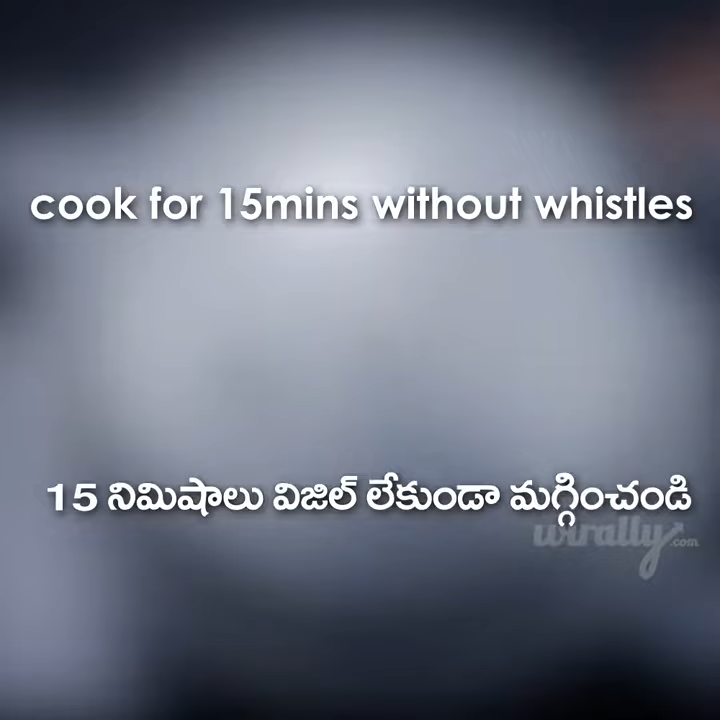 cook for 15mins without whistles
15 నిమిషాలు విజిల్ లేకుండా మగ్గించండి
wirally.com